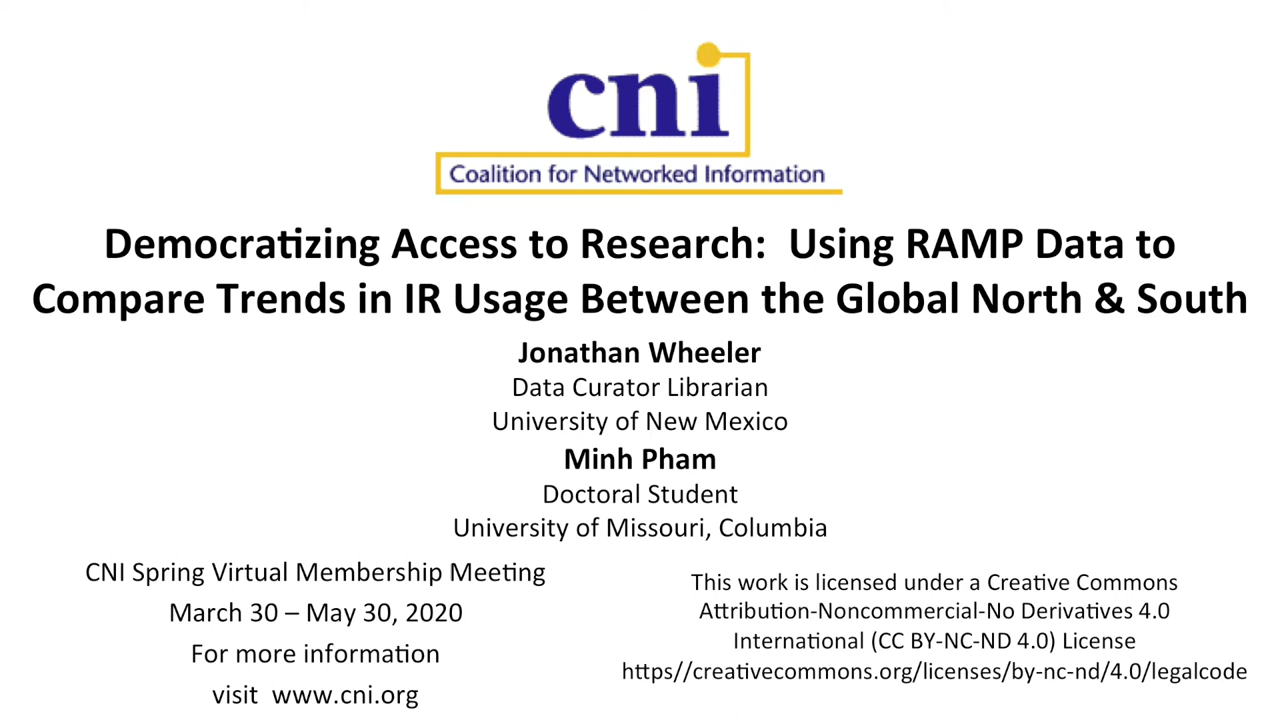 cni
Coalition for Networked Information
Democratizing Access to Research:  Using RAMP Data to
Compare Trends in IR Usage Between the Global North & South
Jonathan Wheeler
Data Curator Librarian
University of New Mexico
Minh Pham
Doctoral Student
University of Missouri, Columbia
CNI Spring Virtual Membership Meeting
March 30 – May 30, 2020
For more information
visit  www.cni.org
This work is licensed under a Creative Commons
Attribution-Noncommercial-No Derivatives 4.0
International (CC BY-NC-ND 4.0) License
https//creativecommons.org/licenses/by-nc-nd/4.0/legalcode